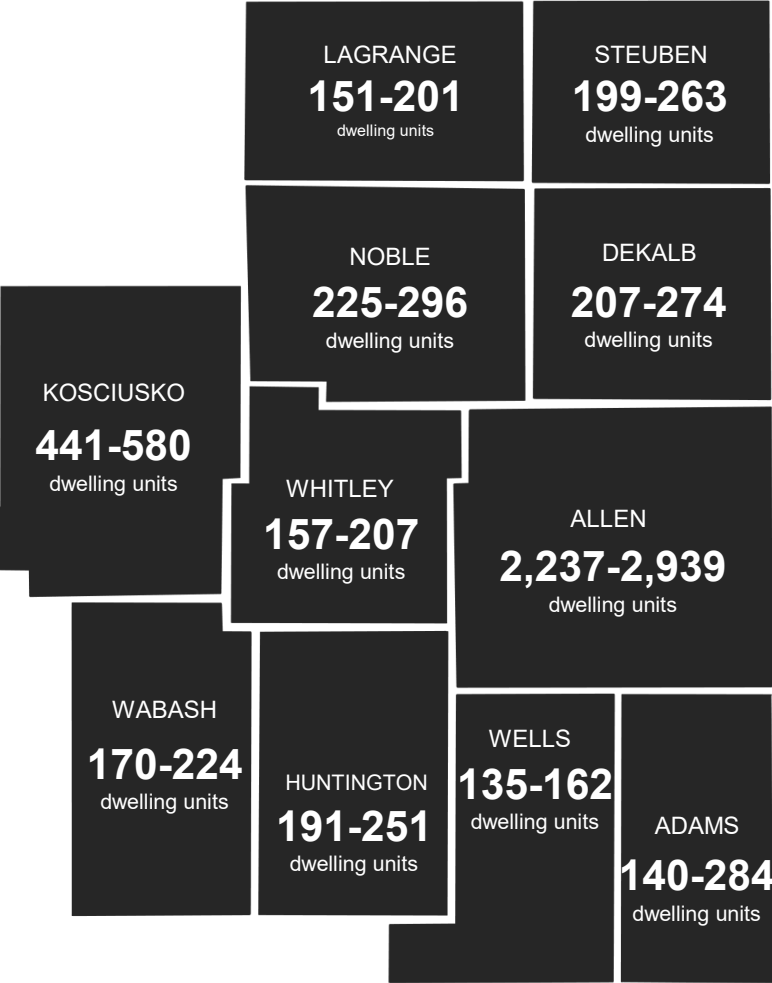 LAGRANGE
151-201
dwelling units
STEUBEN
199-263
dwelling units
NOBLE
225-296
dwelling units
DEKALB
207-274
dwelling units
KOSCIUSKO
441-580
dwelling units
WHITLEY
157-207
dwelling units
ALLEN
2,237-2,939
dwelling units
WABASH
170-224
dwelling units
HUNTINGTON
191-251
dwelling units
WELLS
135-162
dwelling units
ADAMS
140-284
dwelling units